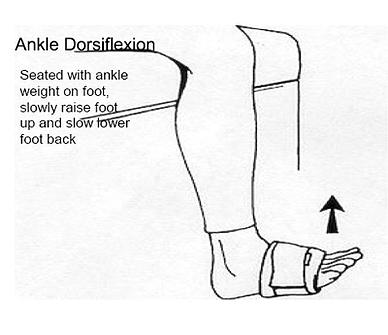 Ankle Dorsiflexion
Seated with ankle
weight on foot,
slowly raise foot
up and slow lower
foot back